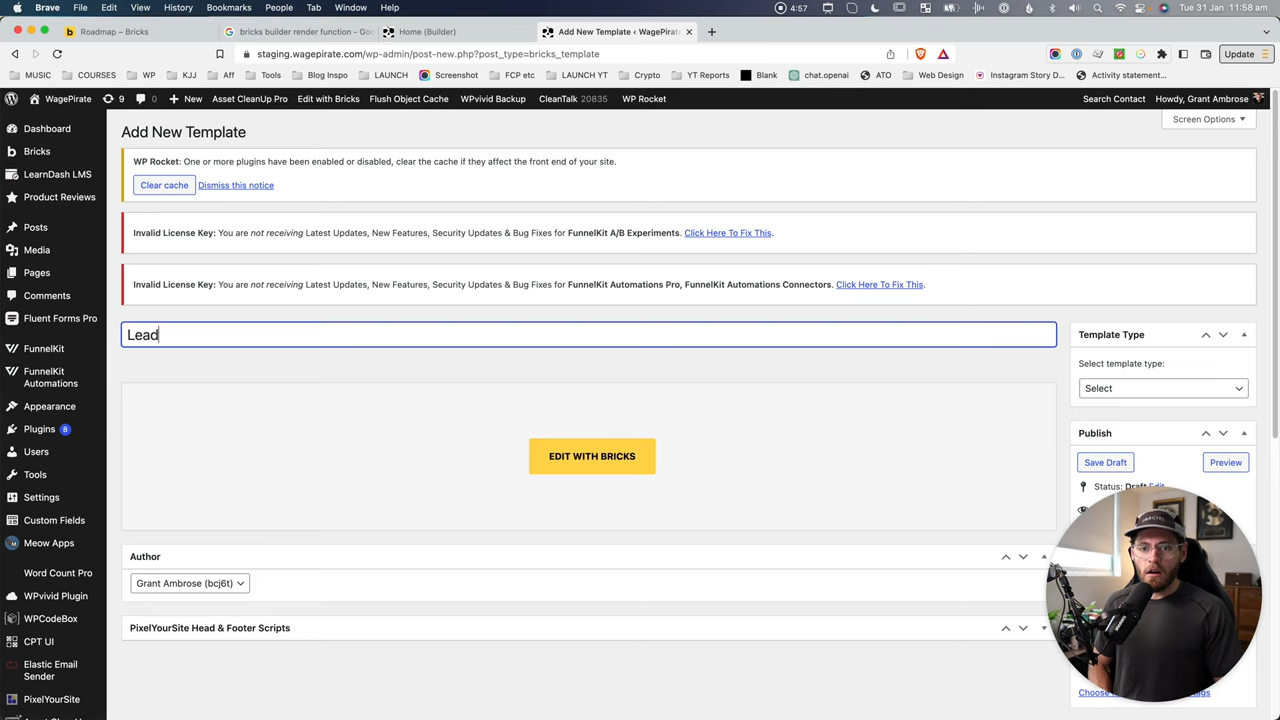 Brave File Edit View History Bookmarks People Tab Window Help 4:57 Tue 31 Jan 11:58 am
Roadmap – Bricks
bricks builder render function - Goo
Home (Builder)
Add New Template ‹ WagePirate
staging.wagepirate.com/wp-admin/post-new.php?post_type=bricks_template
Update
MUSIC COURSES WP KJJ Aff Tools Blog Inspo LAUNCH Screenshot FCP etc LAUNCH YT Crypto YT Reports Blank chat.openai ATO Web Design Instagram Story D... Activity statement...
WagePirate 9 0 New Asset CleanUp Pro Edit with Bricks Flush Object Cache WPvivid Backup CleanTalk 20835 WP Rocket Search Contact Howdy, Grant Ambrose
Dashboard
Bricks
LearnDash LMS
Product Reviews
Posts
Media
Pages
Comments
Fluent Forms Pro
FunnelKit
FunnelKit
Automations
Appearance
Plugins 8
Users
Tools
Settings
Custom Fields
Meow Apps
Word Count Pro
WPvivid Plugin
WPCodeBox
CPT UI
Elastic Email
Sender
PixelYourSite
Screen Options
Add New Template
WP Rocket: One or more plugins have been enabled or disabled, clear the cache if they affect the front end of your site.
Clear cache Dismiss this notice
Invalid License Key: You are not receiving Latest Updates, New Features, Security Updates & Bug Fixes for FunnelKit A/B Experiments. Click Here To Fix This.
Invalid License Key: You are not receiving Latest Updates, New Features, Security Updates & Bug Fixes for FunnelKit Automations Pro, FunnelKit Automations Connectors. Click Here To Fix This.
Lead
EDIT WITH BRICKS
Author
Grant Ambrose (bcj6t)
PixelYourSite Head & Footer Scripts
Template Type
Select template type:
Select
Publish
Save Draft Preview
Status: Draft Edit